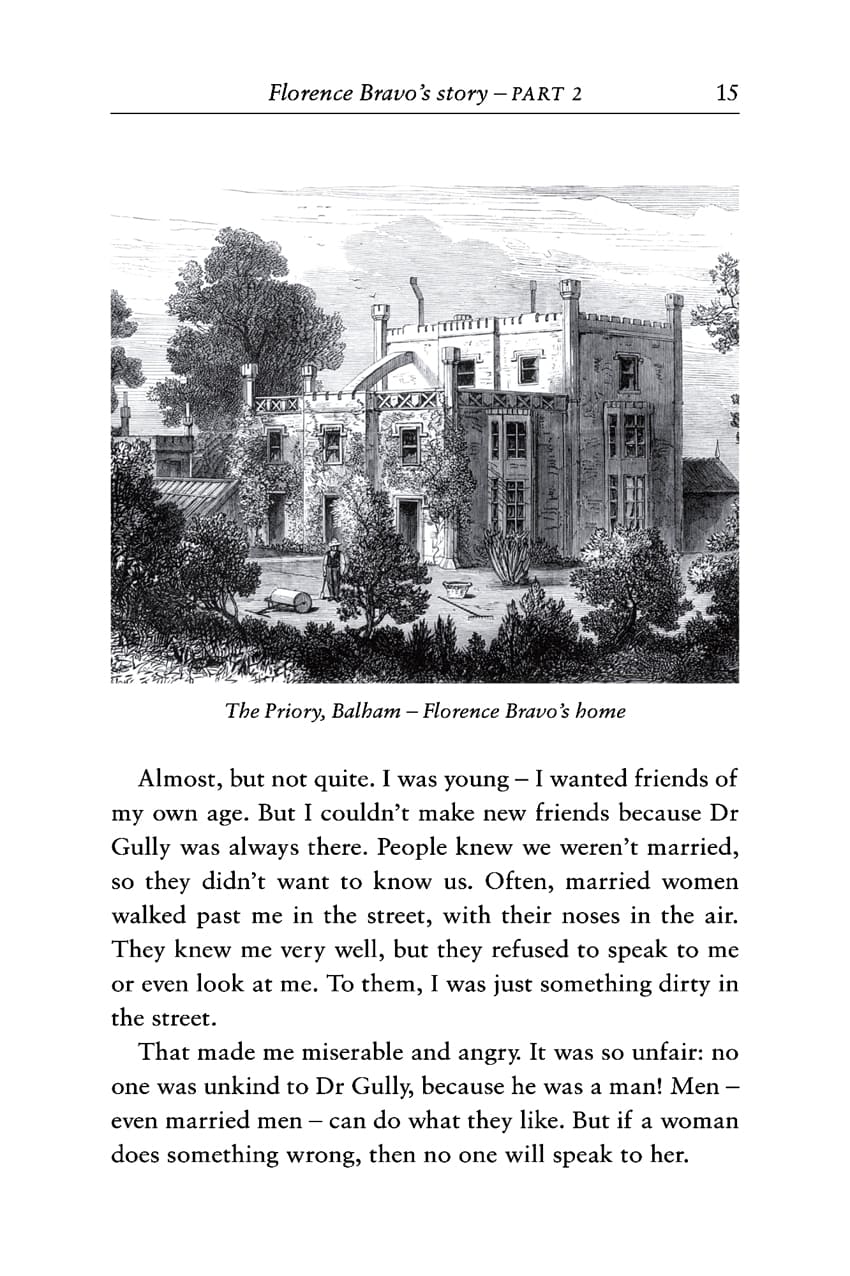 Florence Bravo's story – PART 2 15
The Priory, Balham – Florence Bravo's home
Almost, but not quite. I was young – I wanted friends of
my own age. But I couldn't make new friends because Dr
Gully was always there. People knew we weren't married,
so they didn't want to know us. Often, married women
walked past me in the street, with their noses in the air.
They knew me very well, but they refused to speak to me
or even look at me. To them, I was just something dirty in
the street.
That made me miserable and angry. It was so unfair: no
one was unkind to Dr Gully, because he was a man! Men –
even married men – can do what they like. But if a woman
does something wrong, then no one will speak to her.